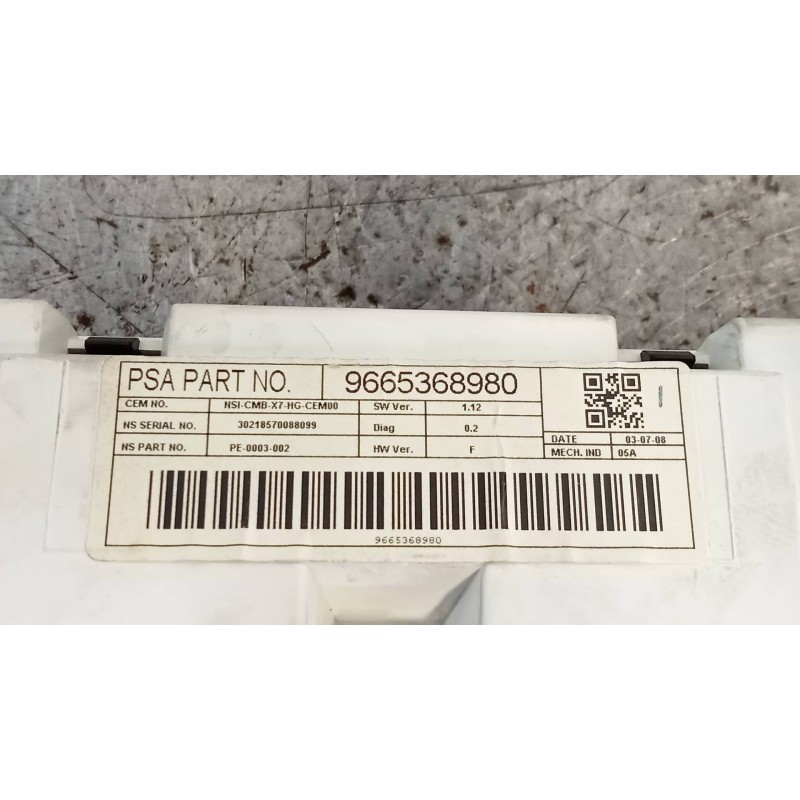 PSA PART NO. 9665368980
CEM NO. NSI-CMB-X7-HG-CEM00 SW Ver. 1.12
NS SERIAL NO. 30218570088099 Diag 0.2
NS PART NO. PE-0003-002 HW Ver. F
DATE 03-07-08
MECH. IND 05A
9665368980